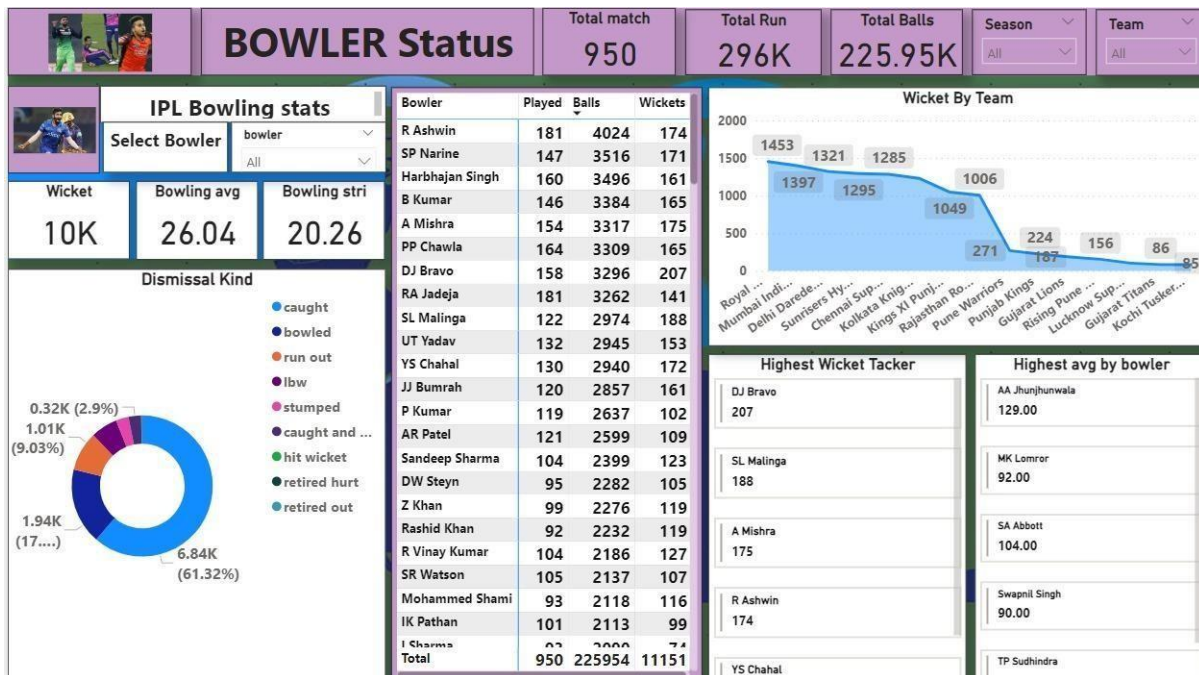 BOWLER Status
Total match
950
Total Run
296K
Total Balls
225.95K
Season
All
Team
All
IPL Bowling stats
Select Bowler
bowler
All
Wicket
10K
Bowling avg
26.04
Bowling stri
20.26
Dismissal Kind
caught
bowled
run out
lbw
stumped
caught and ...
hit wicket
retired hurt
retired out
0.32K (2.9%)
1.01K
(9.03%)
1.94K
(17....)
6.84K
(61.32%)
Bowler Played Balls Wickets
R Ashwin 181 4024 174
SP Narine 147 3516 171
Harbhajan Singh 160 3496 161
B Kumar 146 3384 165
A Mishra 154 3317 175
PP Chawla 164 3309 165
DJ Bravo 158 3296 207
RA Jadeja 181 3262 141
SL Malinga 122 2974 188
UT Yadav 132 2945 153
YS Chahal 130 2940 172
JJ Bumrah 120 2857 161
P Kumar 119 2637 102
AR Patel 121 2599 109
Sandeep Sharma 104 2399 123
DW Steyn 95 2282 105
Z Khan 99 2276 119
Rashid Khan 92 2232 119
R Vinay Kumar 104 2186 127
SR Watson 105 2137 107
Mohammed Shami 93 2118 116
IK Pathan 101 2113 99
I Sharma
Total 950 225954 11151
Wicket By Team
2000
1500
1000
500
0
1453
1397
1321
1295
1285
1049
1006
271
224
187
156
86
85
Royal ...
Mumbai Indi...
Delhi Darede...
Sunrisers Hy...
Chennai Sup...
Kolkata Knig...
Kings XI Punj...
Rajasthan Ro...
Pune Warriors
Punjab Kings
Gujarat Lions
Rising Pune ...
Lucknow Sup...
Gujarat Titans
Kochi Tusker...
Highest Wicket Tacker
DJ Bravo
207
SL Malinga
188
A Mishra
175
R Ashwin
174
YS Chahal
Highest avg by bowler
AA Jhunjhunwala
129.00
MK Lomror
92.00
SA Abbott
104.00
Swapnil Singh
90.00
TP Sudhindra